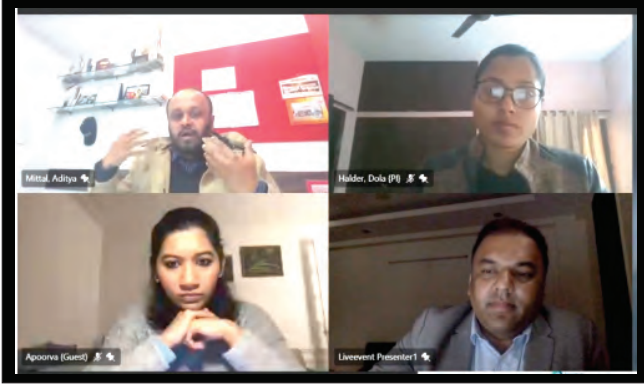 Mittal, Aditya
Halder, Dola (PI)
Apoorva (Guest)
Liveevent Presenter1